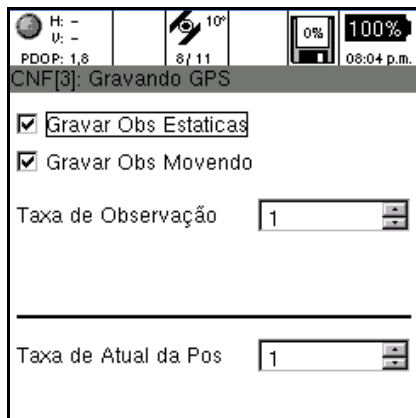 H: -
V: -
PDOP: 1,8
10°
8/ 11
0%
100%
08:04 p.m.
CNF[3]: Gravando GPS
Gravar Obs Estaticas
Gravar Obs Movendo
Taxa de Observação 1
Taxa de Atual da Pos 1